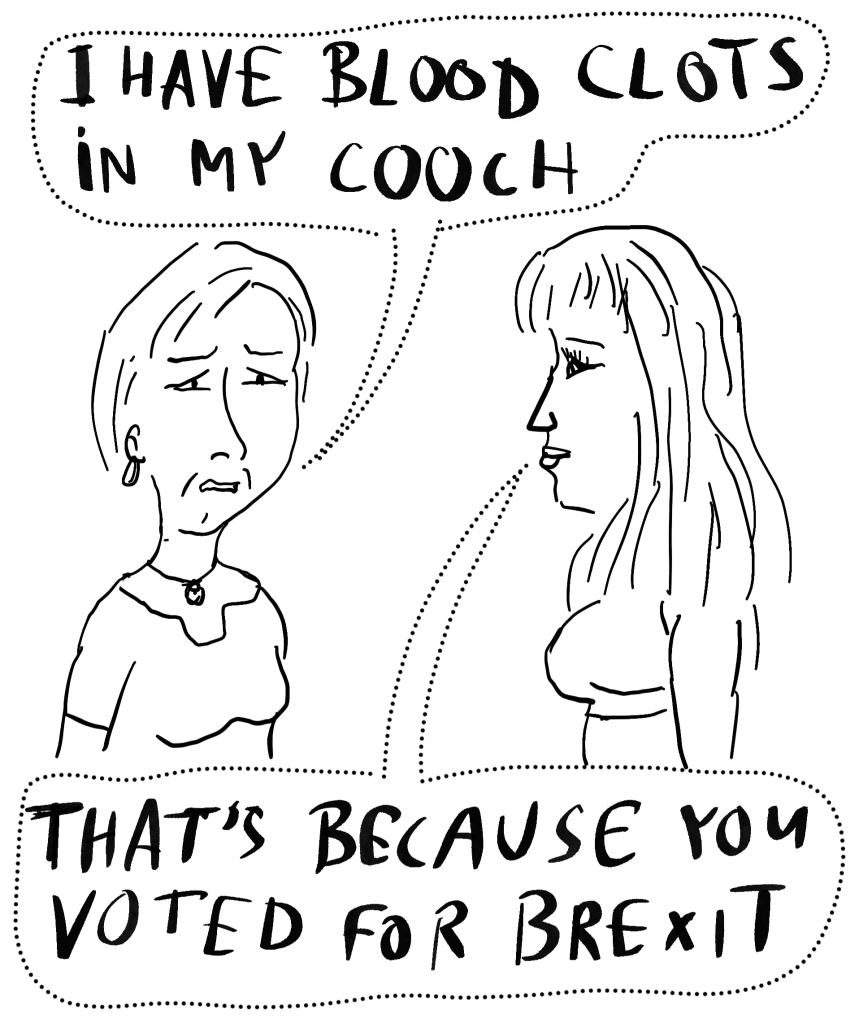 I HAVE BLOOD CLOTS
iN MY COOCH
THAT'S BECAUSE YOU
VOTED FOR BREXIT